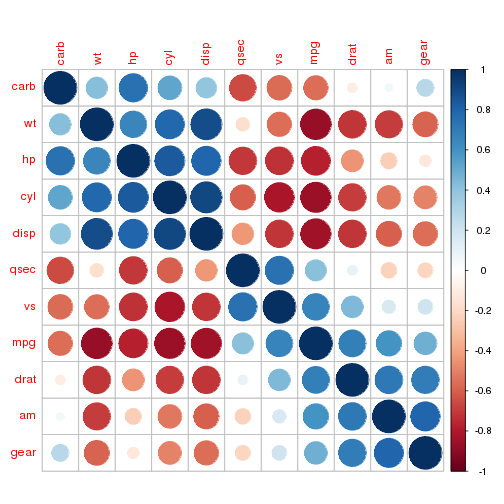 carb wt hp cyl disp qsec vs mpg drat am gear
carb
wt
hp
cyl
disp
qsec
vs
mpg
drat
am
gear
1
0.8
0.6
0.4
0.2
0
-0.2
-0.4
-0.6
-0.8
-1